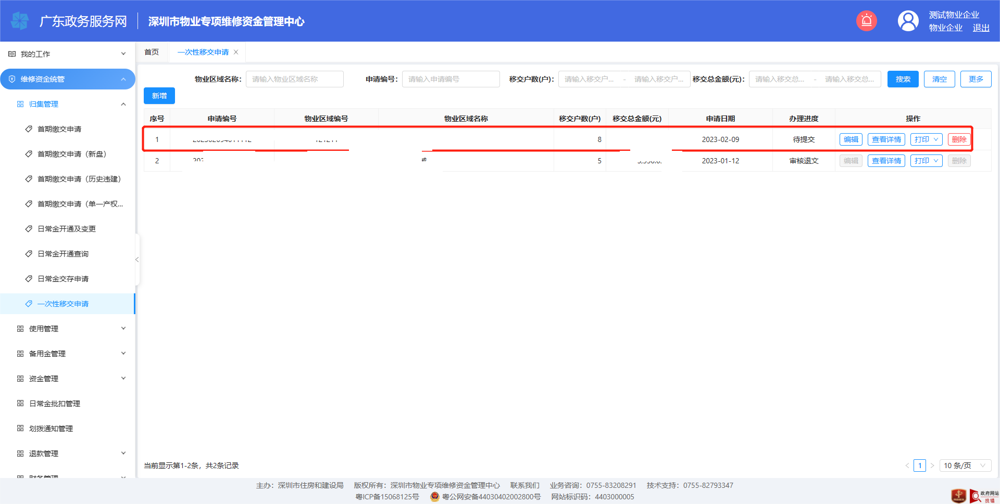 广东政务服务网 深圳市物业专项维修资金管理中心
测试物业企业
物业企业 退出
我的工作
维修资金统管
归集管理
首期缴交申请
首期缴交申请（新盘）
首期缴交申请（历史违建）
首期缴交申请（单一产权...
日常金开通及变更
日常金开通查询
日常金交存申请
一次性移交申请
使用管理
备用金管理
资金管理
日常金批扣管理
划拨通知管理
退款管理
财务管理
首页 一次性移交申请
物业区域名称： 请输入物业区域名称 申请编号： 请输入申请编号 移交户数(户)： 请输入移交户... - 请输入移交户... 移交总金额(元)： 请输入移交总... - 请输入移交总... 搜索 清空 更多
新增
序号 申请编号 物业区域编号 物业区域名称 移交户数(户) 移交总金额(元) 申请日期 办理进度 操作
1 8 2023-02-09 待提交 编辑 查看详情 打印 删除
2 5 2023-01-12 审核退文 编辑 查看详情 打印 删除
当前显示第1-2条，共2条记录
1 10 条/页
主办：深圳市住房和建设局 版权所有：深圳市物业专项维修资金管理中心 联系我们 业务咨询：0755-83208291 技术支持：0755-82793347
粤ICP备15068125号 粤公网安备44030402002800号 网站标识码：4403000005
政府网站
找错